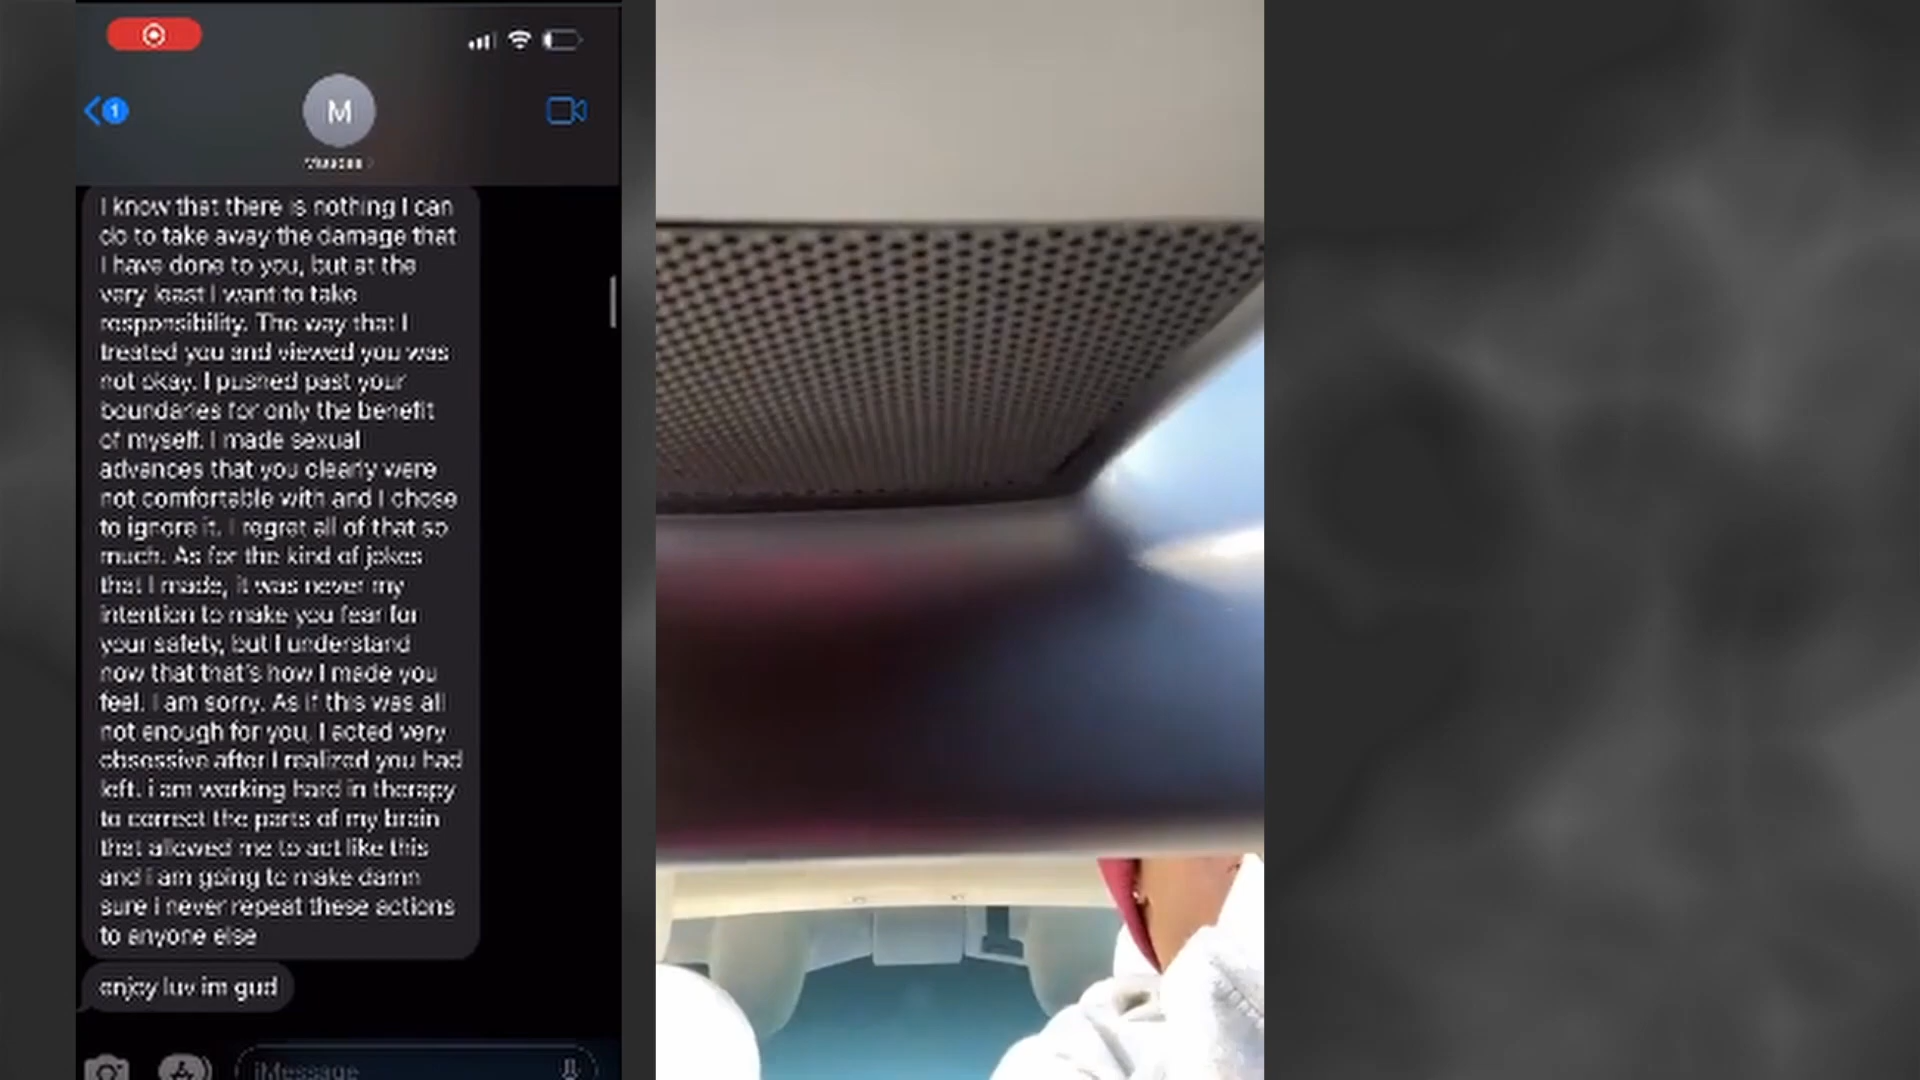 1
M
I know that there is nothing I can
do to take away the damage that
I have done to you, but at the
very least I want to take
responsibility. The way that I
treated you and viewed you was
not okay. I pushed past your
boundaries for only the benefit
of myself. I made sexual
advances that you clearly were
not comfortable with and I chose
to ignore it. I regret all of that so
much. As for the kind of jokes
that I made, it was never my
intention to make you fear for
your safety, but I understand
now that that's how I made you
feel. I am sorry. As if this was all
not enough for you, I acted very
obsessive after I realized you had
left. i am working hard in therapy
to correct the parts of my brain
that allowed me to act like this
and i am going to make damn
sure i never repeat these actions
to anyone else
enjoy luv im gud
iMessage